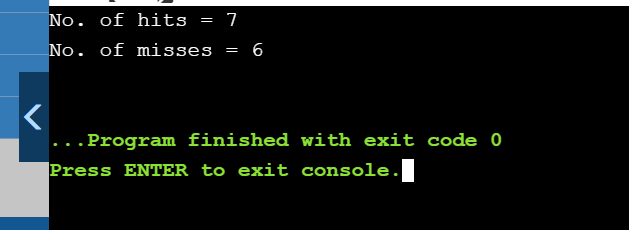 No. of hits = 7
No. of misses = 6
...Program finished with exit code 0
Press ENTER to exit console.